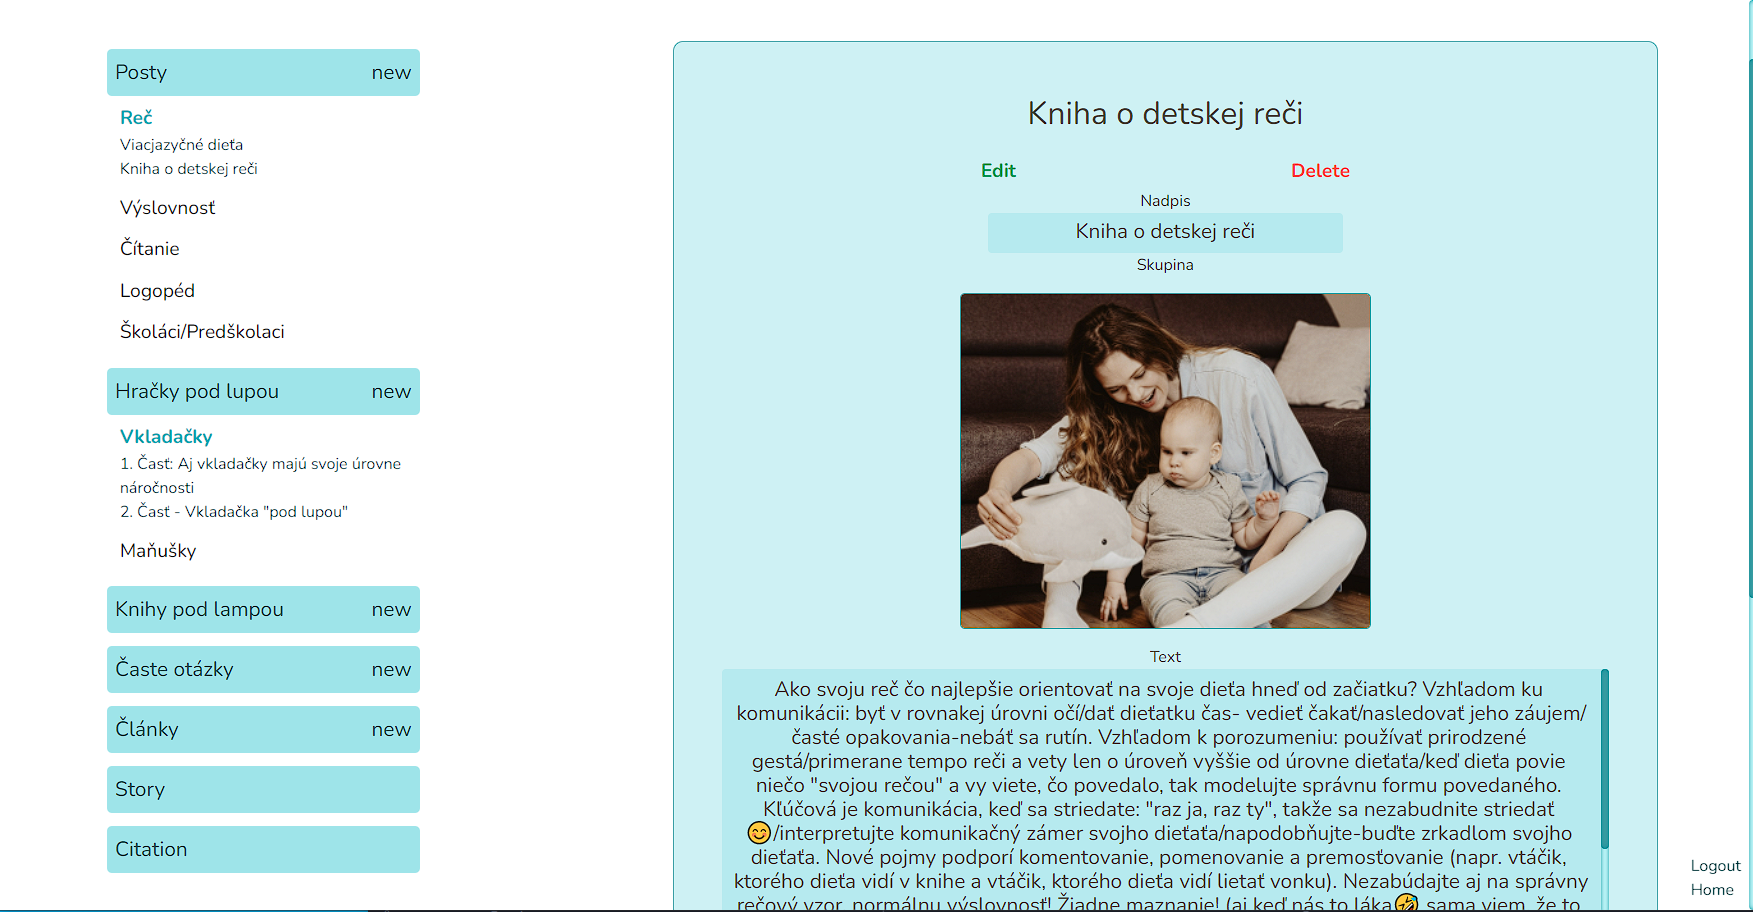 Posty new
Reč
Viacjazyčné dieťa
Kniha o detskej reči
Výslovnosť
Čítanie
Logopéd
Školáci/Predškolaci
Hračky pod lupou new
Vkladačky
1. Časť: Aj vkladačky majú svoje úrovne
náročnosti
2. Časť - Vkladačka "pod lupou"
Maňušky
Knihy pod lampou new
Časte otázky new
Články new
Story
Citation
Kniha o detskej reči
Edit Delete
Nadpis
Kniha o detskej reči
Skupina
Text
Ako svoju reč čo najlepšie orientovať na svoje dieťa hneď od začiatku? Vzhľadom ku
komunikácii: byť v rovnakej úrovni očí/dať dieťatku čas- vedieť čakať/nasledovať jeho záujem/
časté opakovania-nebáť sa rutín. Vzhľadom k porozumeniu: používať prirodzené
gestá/primerane tempo reči a vety len o úroveň vyššie od úrovne dieťaťa/keď dieťa povie
niečo "svojou rečou" a vy viete, čo povedalo, tak modelujte správnu formu povedaného.
Kľúčová je komunikácia, keď sa striedate: "raz ja, raz ty", takže sa nezabudnite striedať
😊/interpretujte komunikačný zámer svojho dieťaťa/napodobňujte-buďte zrkadlom svojho
dieťaťa. Nové pojmy podporí komentovanie, pomenovanie a premosťovanie (napr. vtáčik,
ktorého dieťa vidí v knihe a vtáčik, ktorého dieťa vidí lietať vonku). Nezabúdajte aj na správny
rečový vzor, normálnu výslovnosť! Žiadne maznanie! (aj keď nás to láka🤣 sama viem, že to
Logout
Home